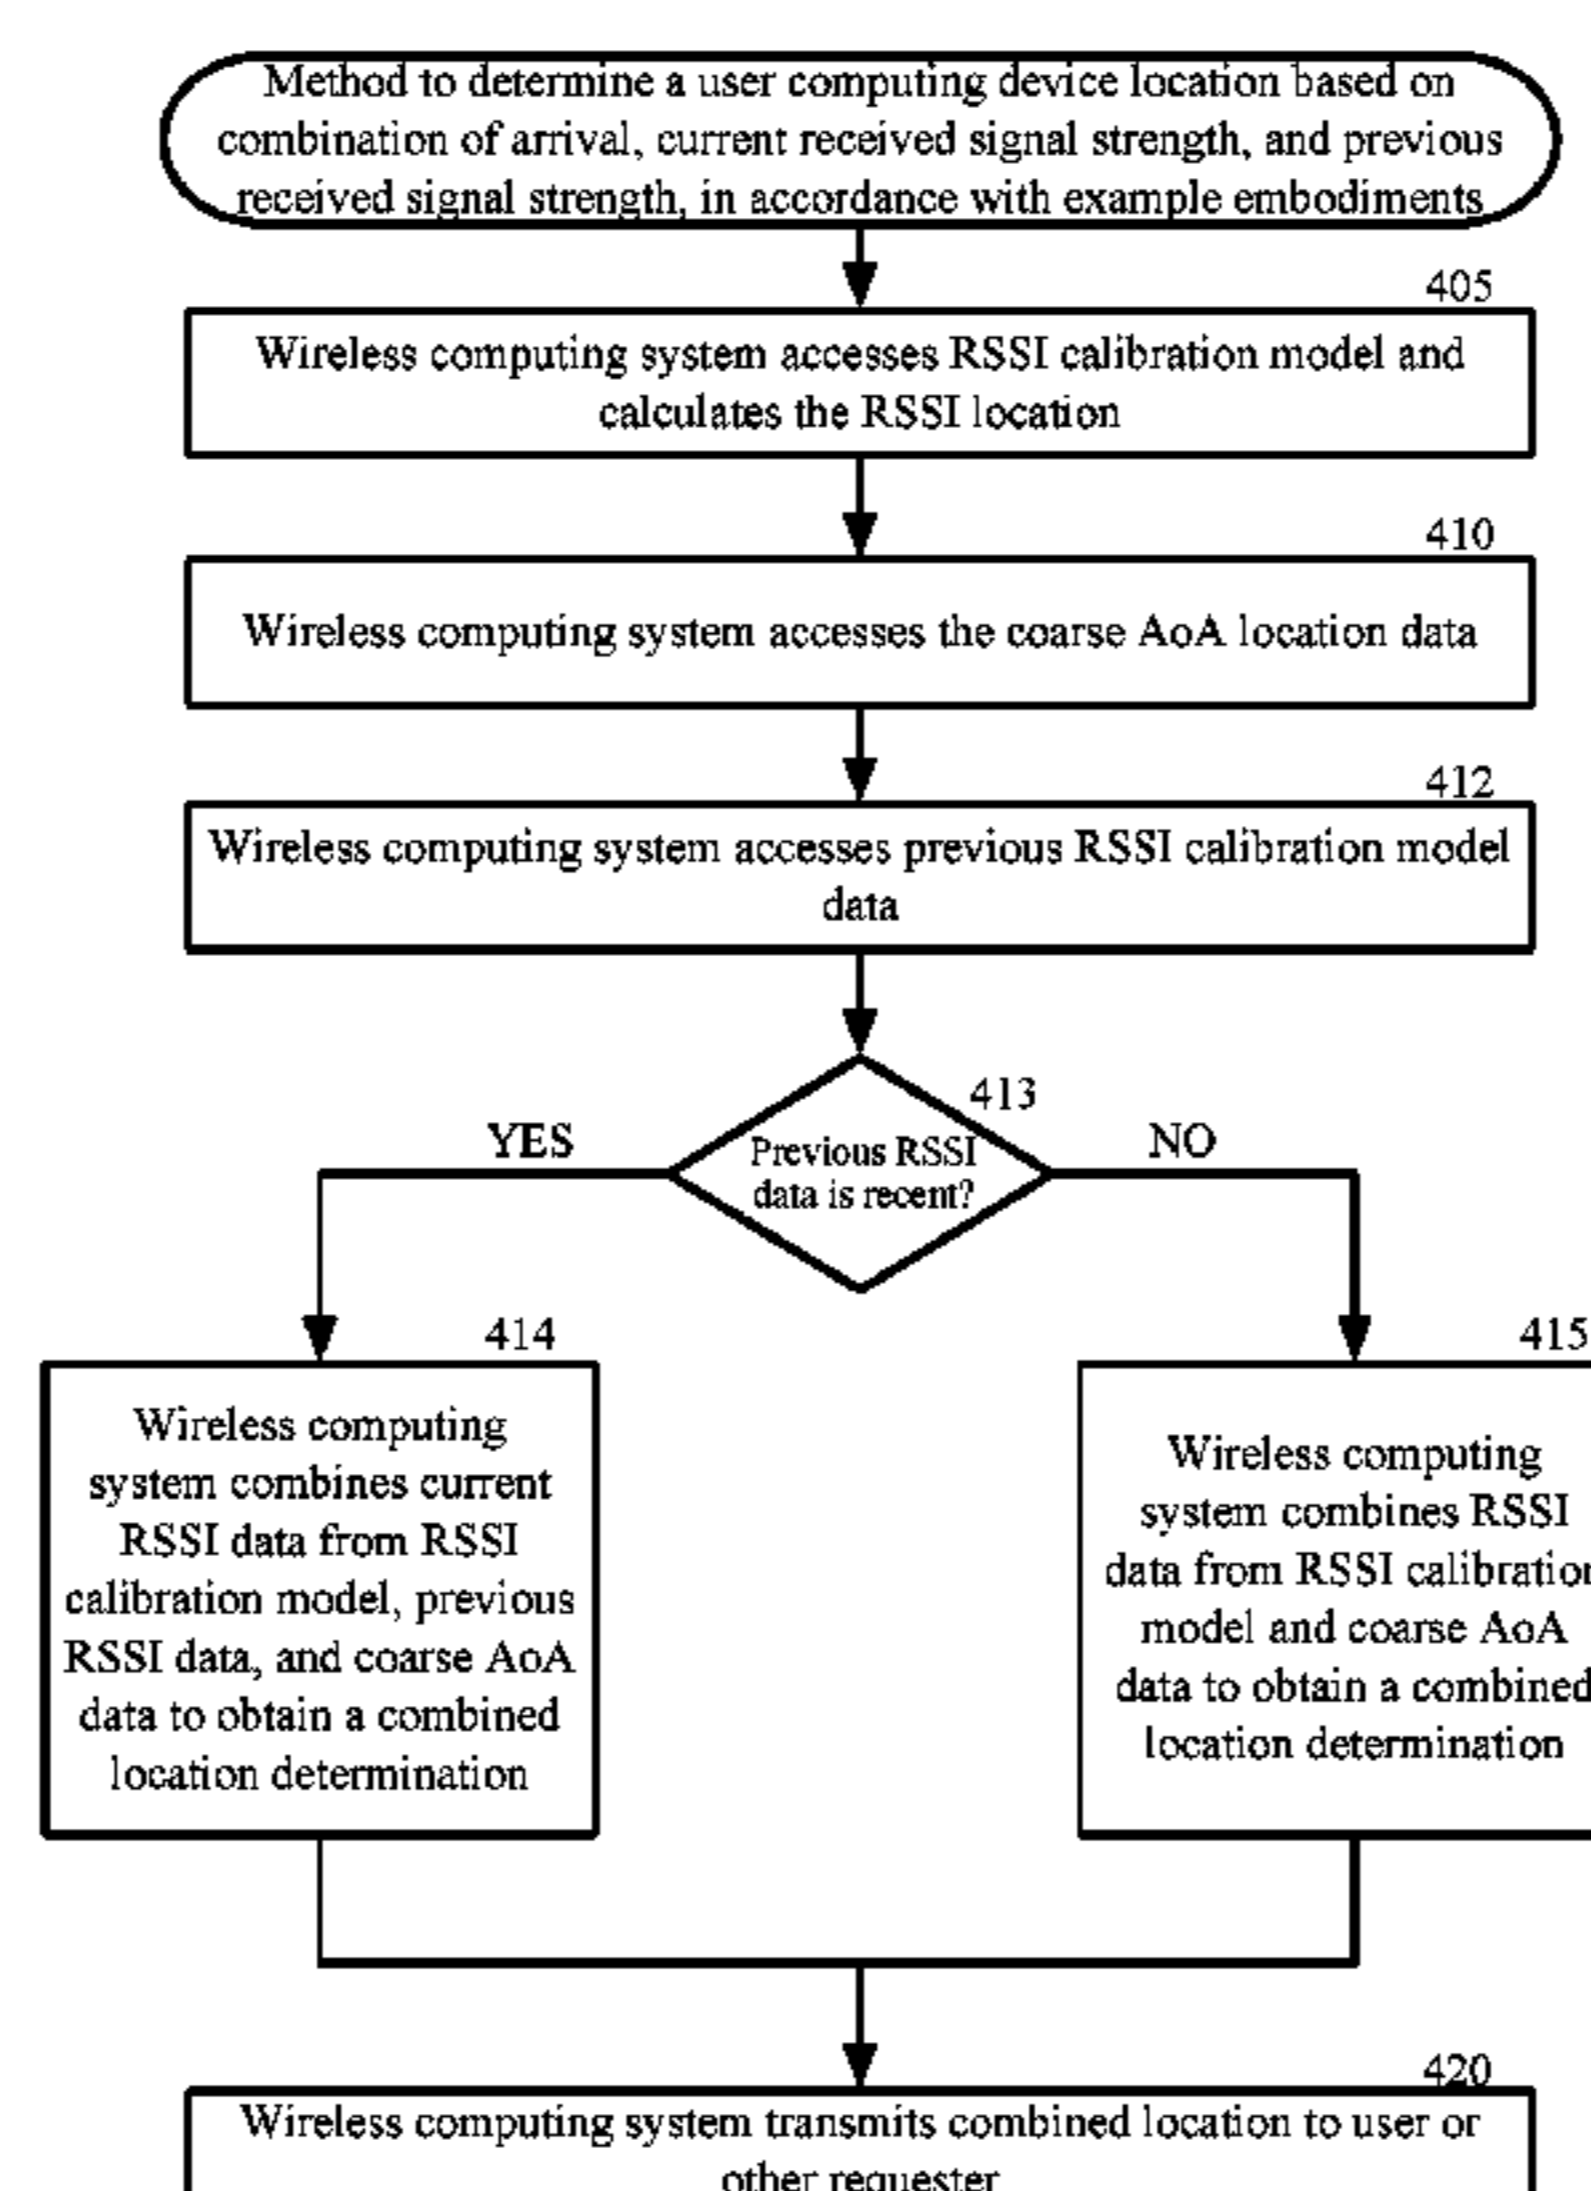 Method to determine a user computing device location based on
combination of arrival, current received signal strength, and previous
received signal strength, in accordance with example embodiments
405
Wireless computing system accesses RSSI calibration model and
calculates the RSSI location
410
Wireless computing system accesses the coarse AoA location data
412
Wireless computing system accesses previous RSSI calibration model
data
413
YES
Previous RSSI
data is recent?
NO
414
Wireless computing
system combines current
RSSI data from RSSI
calibration model, previous
RSSI data, and coarse AoA
data to obtain a combined
location determination
415
Wireless computing
system combines RSSI
data from RSSI calibration
model and coarse AoA
data to obtain a combined
location determination
420
Wireless computing system transmits combined location to user or
other requester